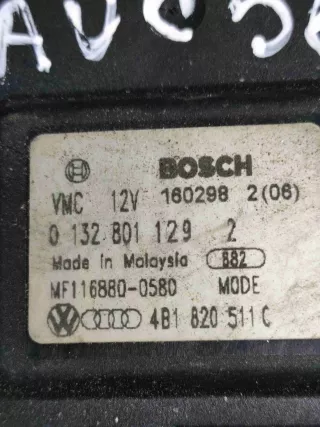 BOSCH
VMC 12V 160298 2(06)
0 132 801 129 2
Made in Malaysia 882
MF116880-0580 MODE
4B1 820 511 C